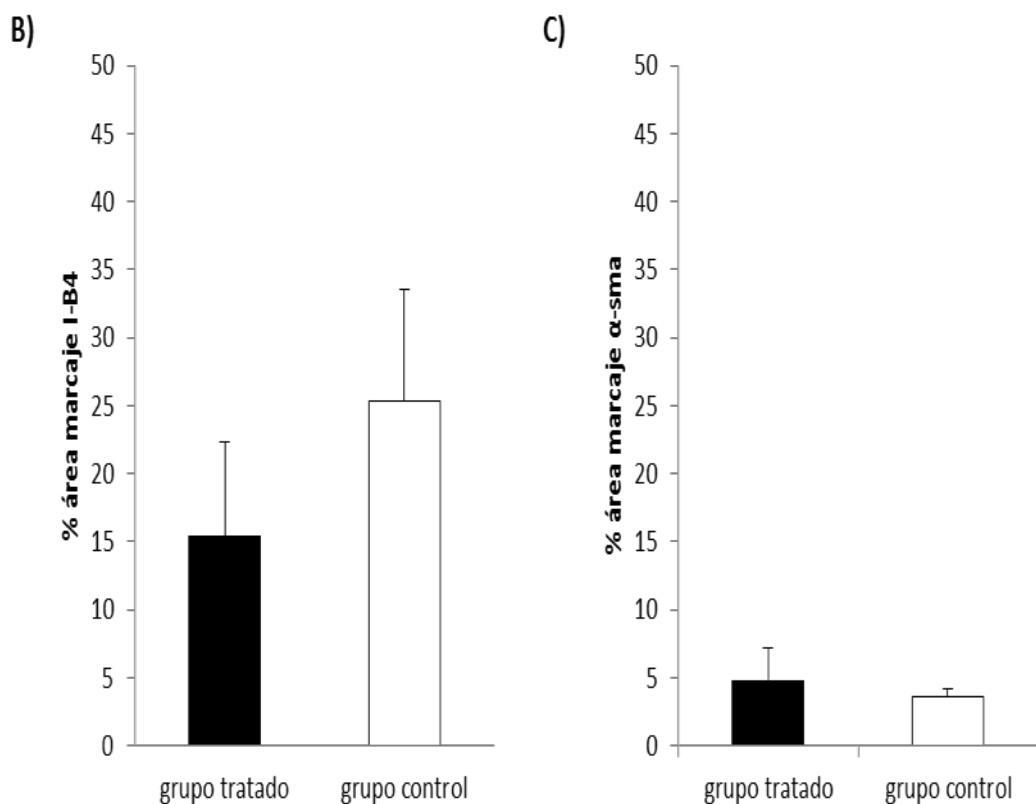 B)
50
45
40
35
30
25
20
15
10
5
0
% área marcaje I-B4
grupo tratado
grupo control
C)
50
45
40
35
30
25
20
15
10
5
0
% área marcaje α-sma
grupo tratado
grupo control